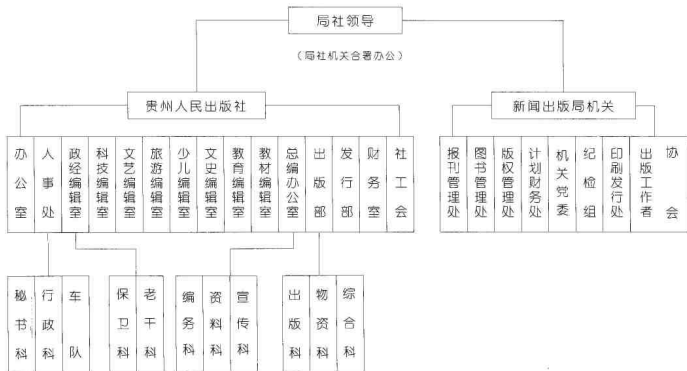 局社领导
(局社机关合署办公)
贵州人民出版社
新闻出版局机关
办公室
人事处
政经编辑室
科技编辑室
文艺编辑室
旅游编辑室
少儿编辑室
文史编辑室
教育编辑室
教材编辑室
总编办公室
出版部
发行部
财务室
社工会
报刊管理处
图书管理处
版权管理处
计划财务处
机关党委
纪检组
印刷发行处
出版工作者
协会
秘书科
行政科
车队
保卫科
老干科
编务科
资料科
宣传科
出版科
物资科
综合科